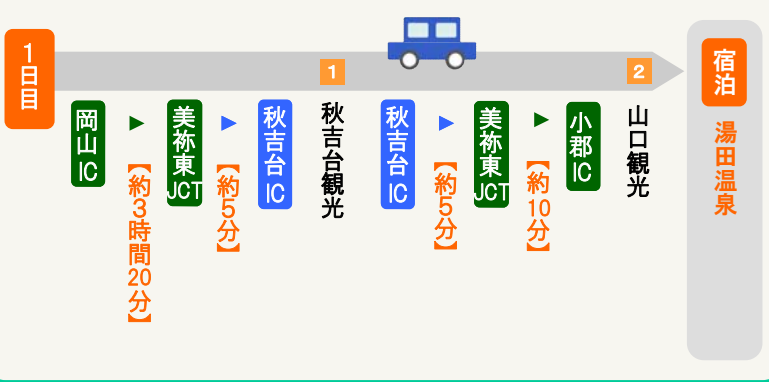 1日目
岡山IC
【約3時間20分】
美祢東JCT
【約5分】
秋吉台IC
1
秋吉台観光
秋吉台IC
【約5分】
美祢東JCT
【約10分】
小郡IC
2
山口観光
宿泊
湯田温泉